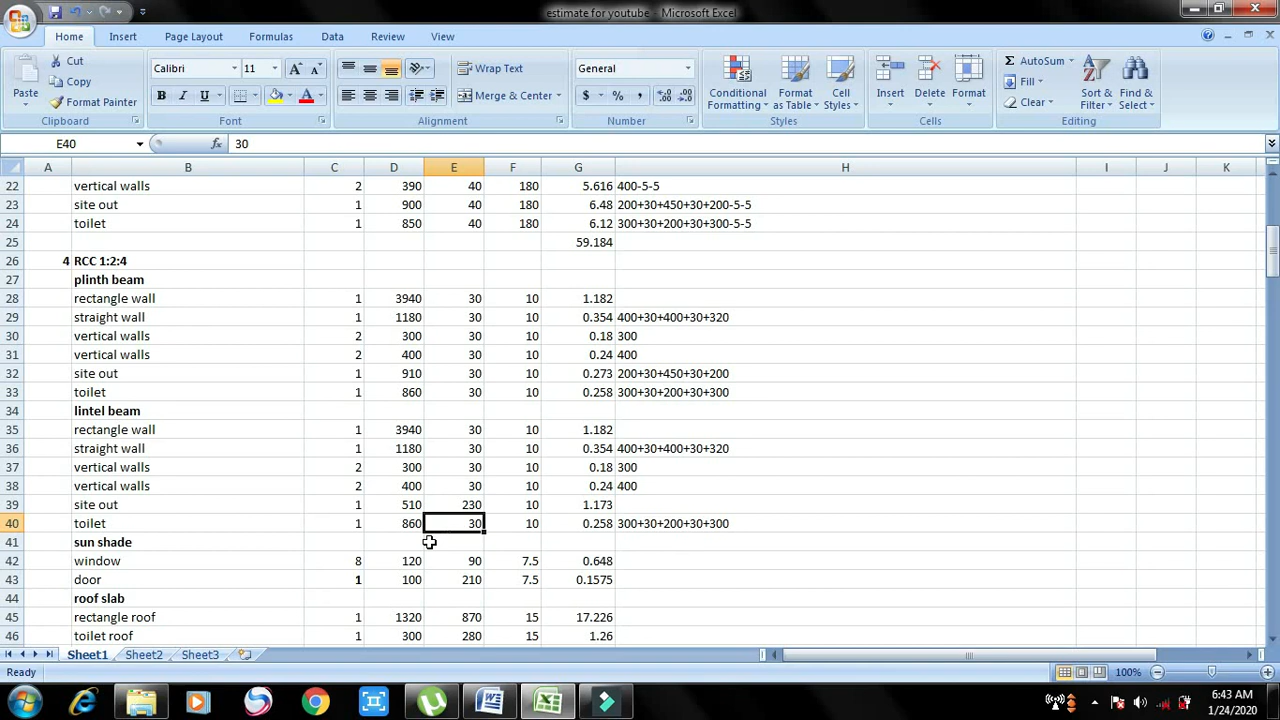 estimate for youtube - Microsoft Excel
Home Insert Page Layout Formulas Data Review View
Paste Cut Copy Format Painter Calibri 11 Wrap Text Merge & Center General Conditional Formatting Format as Table Cell Styles Insert Delete Format AutoSum Fill Clear Sort & Filter Find & Select
Clipboard Font Alignment Number Styles Cells Editing
E40 fx 30
A B C D E F G H I J K
22 vertical walls 2 390 40 180 5.616 400-5-5
23 site out 1 900 40 180 6.48 200+30+450+30+200-5-5
24 toilet 1 850 40 180 6.12 300+30+200+30+300-5-5
25 59.184
26 4 RCC 1:2:4
27 plinth beam
28 rectangle wall 1 3940 30 10 1.182
29 straight wall 1 1180 30 10 0.354 400+30+400+30+320
30 vertical walls 2 300 30 10 0.18 300
31 vertical walls 2 400 30 10 0.24 400
32 site out 1 910 30 10 0.273 200+30+450+30+200
33 toilet 1 860 30 10 0.258 300+30+200+30+300
34 lintel beam
35 rectangle wall 1 3940 30 10 1.182
36 straight wall 1 1180 30 10 0.354 400+30+400+30+320
37 vertical walls 2 300 30 10 0.18 300
38 vertical walls 2 400 30 10 0.24 400
39 site out 1 510 230 10 1.173
40 toilet 1 860 30 10 0.258 300+30+200+30+300
41 sun shade
42 window 8 120 90 7.5 0.648
43 door 1 100 210 7.5 0.1575
44 roof slab
45 rectangle roof 1 1320 870 15 17.226
46 toilet roof 1 300 280 15 1.26
Sheet1 Sheet2 Sheet3
Ready 100%
6:43 AM
1/24/2020